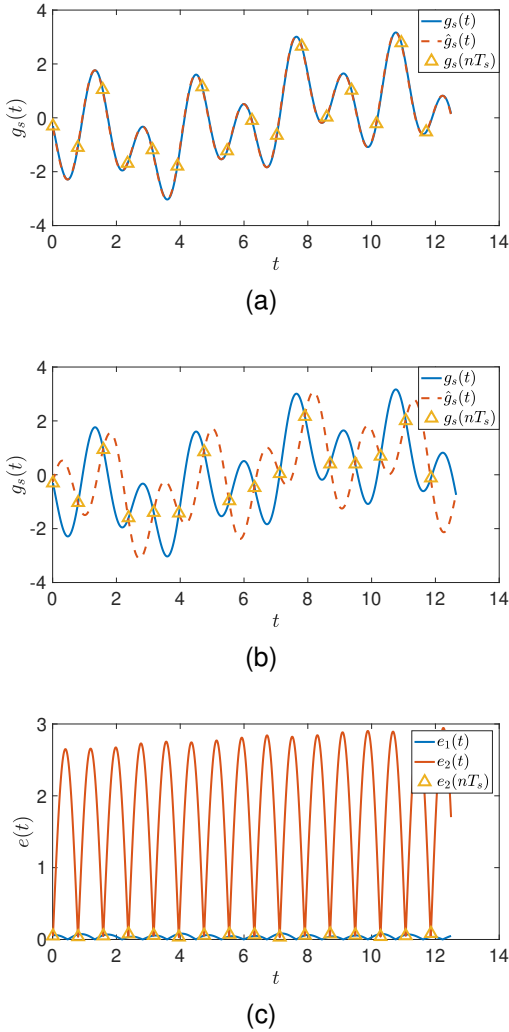 4
2
0
-2
-4
g_s(t)
0 2 4 6 8 10 12 14
t
g_s(t)
ĝ_s(t)
g_s(nT_s)
(a)
4
2
0
-2
-4
g_s(t)
0 2 4 6 8 10 12 14
t
g_s(t)
ĝ_s(t)
g_s(nT_s)
(b)
3
2
1
0
e(t)
0 2 4 6 8 10 12 14
t
e_1(t)
e_2(t)
e_2(nT_s)
(c)